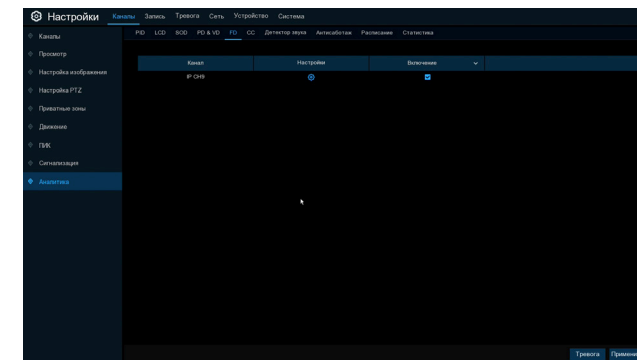 Настройки Каналы Запись Тревога Сеть Устройство Система
Каналы
PID LCD SOD PD & VD FD CC Детектор звука Антисаботаж Расписание Статистика
Просмотр
Канал Настройки Включение
Настройка изображения
IP CH9
Настройка PTZ
Приватные зоны
Движение
ПИК
Сигнализация
Аналитика
Тревога Примени